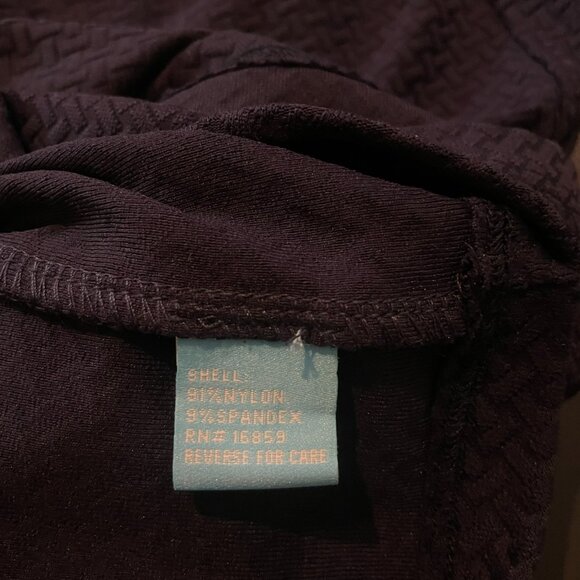 SHELL:
91%NYLON
9%SPANDEX
RN# 16859
REVERSE FOR CARE